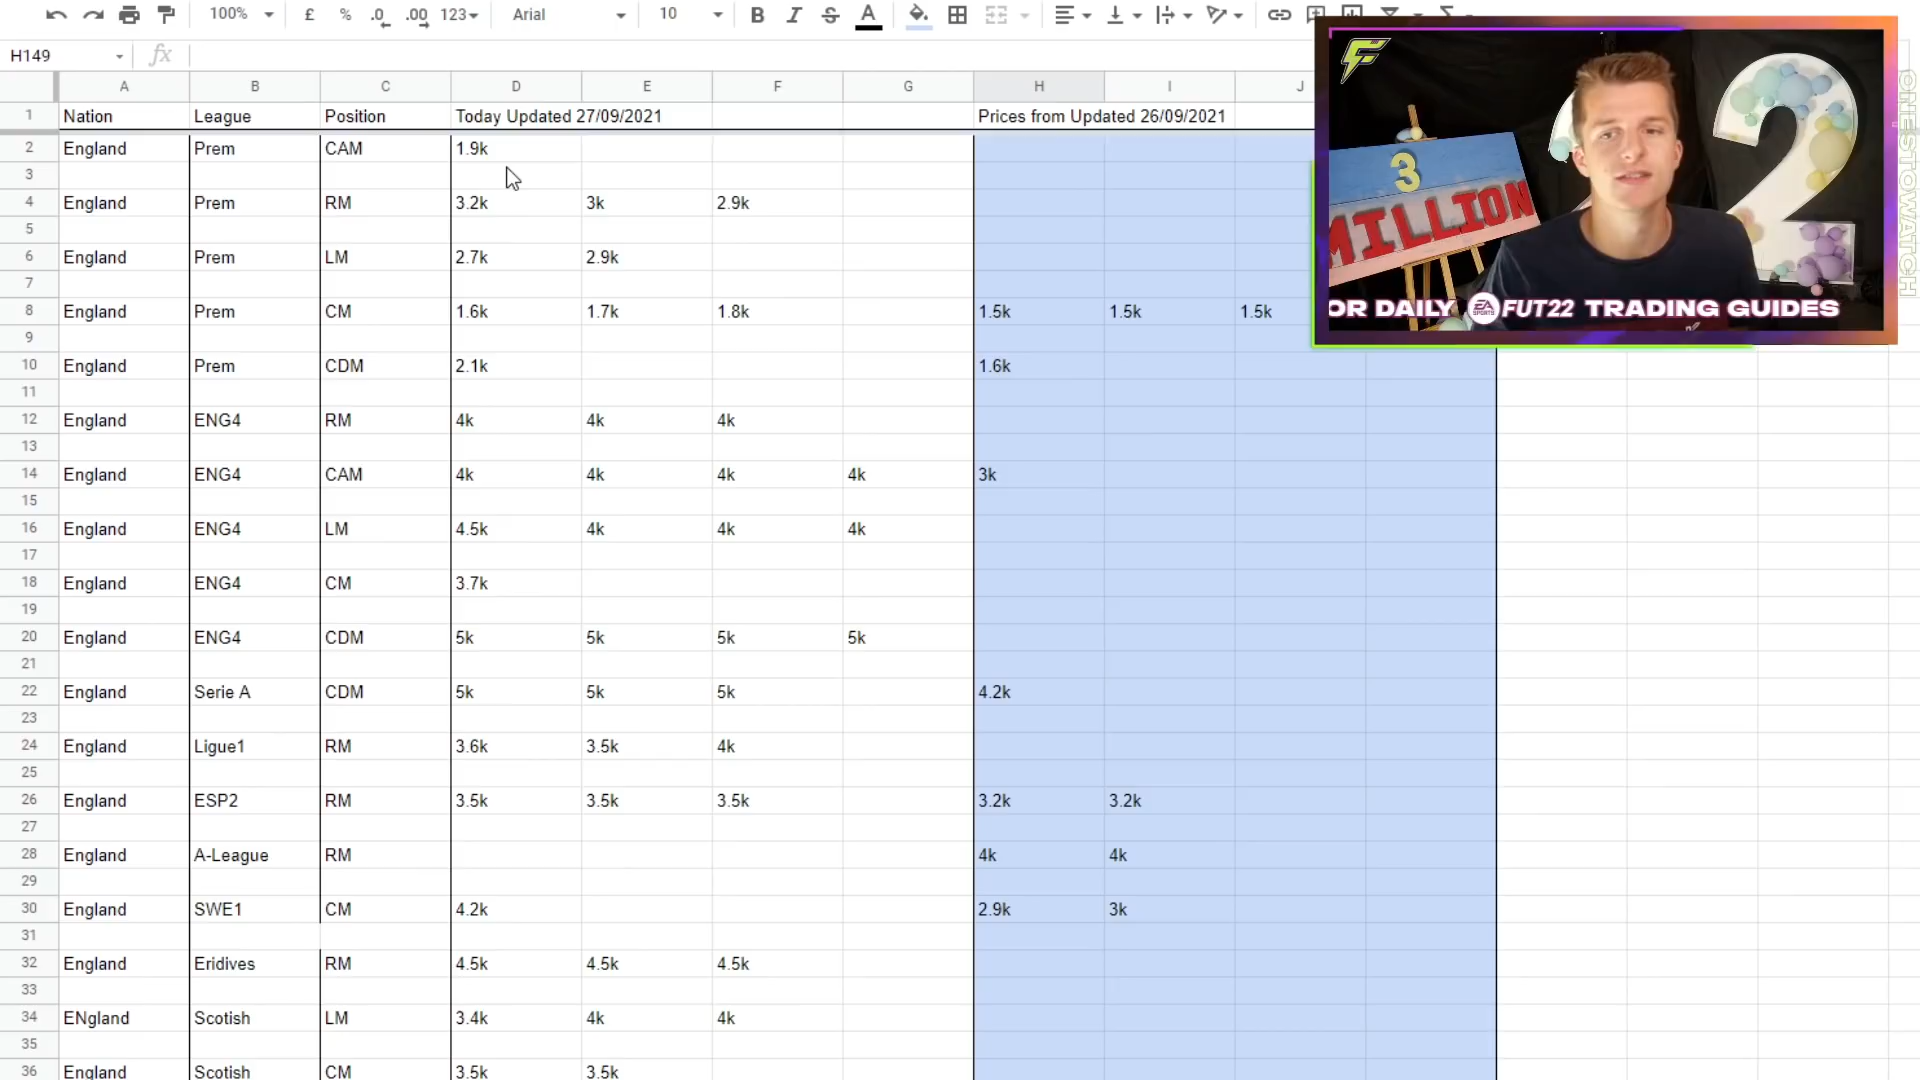 100% £ % .0 .00 123 Arial 10 B I S A
H149 fx
A B C D E F G H I J
1 Nation League Position Today Updated 27/09/2021 Prices from Updated 26/09/2021
2 England Prem CAM 1.9k
3
4 England Prem RM 3.2k 3k 2.9k
5
6 England Prem LM 2.7k 2.9k
7
8 England Prem CM 1.6k 1.7k 1.8k 1.5k 1.5k 1.5k
9
10 England Prem CDM 2.1k 1.6k
11
12 England ENG4 RM 4k 4k 4k
13
14 England ENG4 CAM 4k 4k 4k 4k 3k
15
16 England ENG4 LM 4.5k 4k 4k 4k
17
18 England ENG4 CM 3.7k
19
20 England ENG4 CDM 5k 5k 5k 5k
21
22 England Serie A CDM 5k 5k 5k 4.2k
23
24 England Ligue1 RM 3.6k 3.5k 4k
25
26 England ESP2 RM 3.5k 3.5k 3.5k 3.2k 3.2k
27
28 England A-League RM 4k 4k
29
30 England SWE1 CM 4.2k 2.9k 3k
31
32 England Eridives RM 4.5k 4.5k 4.5k
33
34 ENgland Scotish LM 3.4k 4k 4k
35
36 England Scotish CM 3.5k 3.5k
3
MILLION
2
OR DAILY EA SPORTS FUT22 TRADING GUIDES
ONESTOWATCH